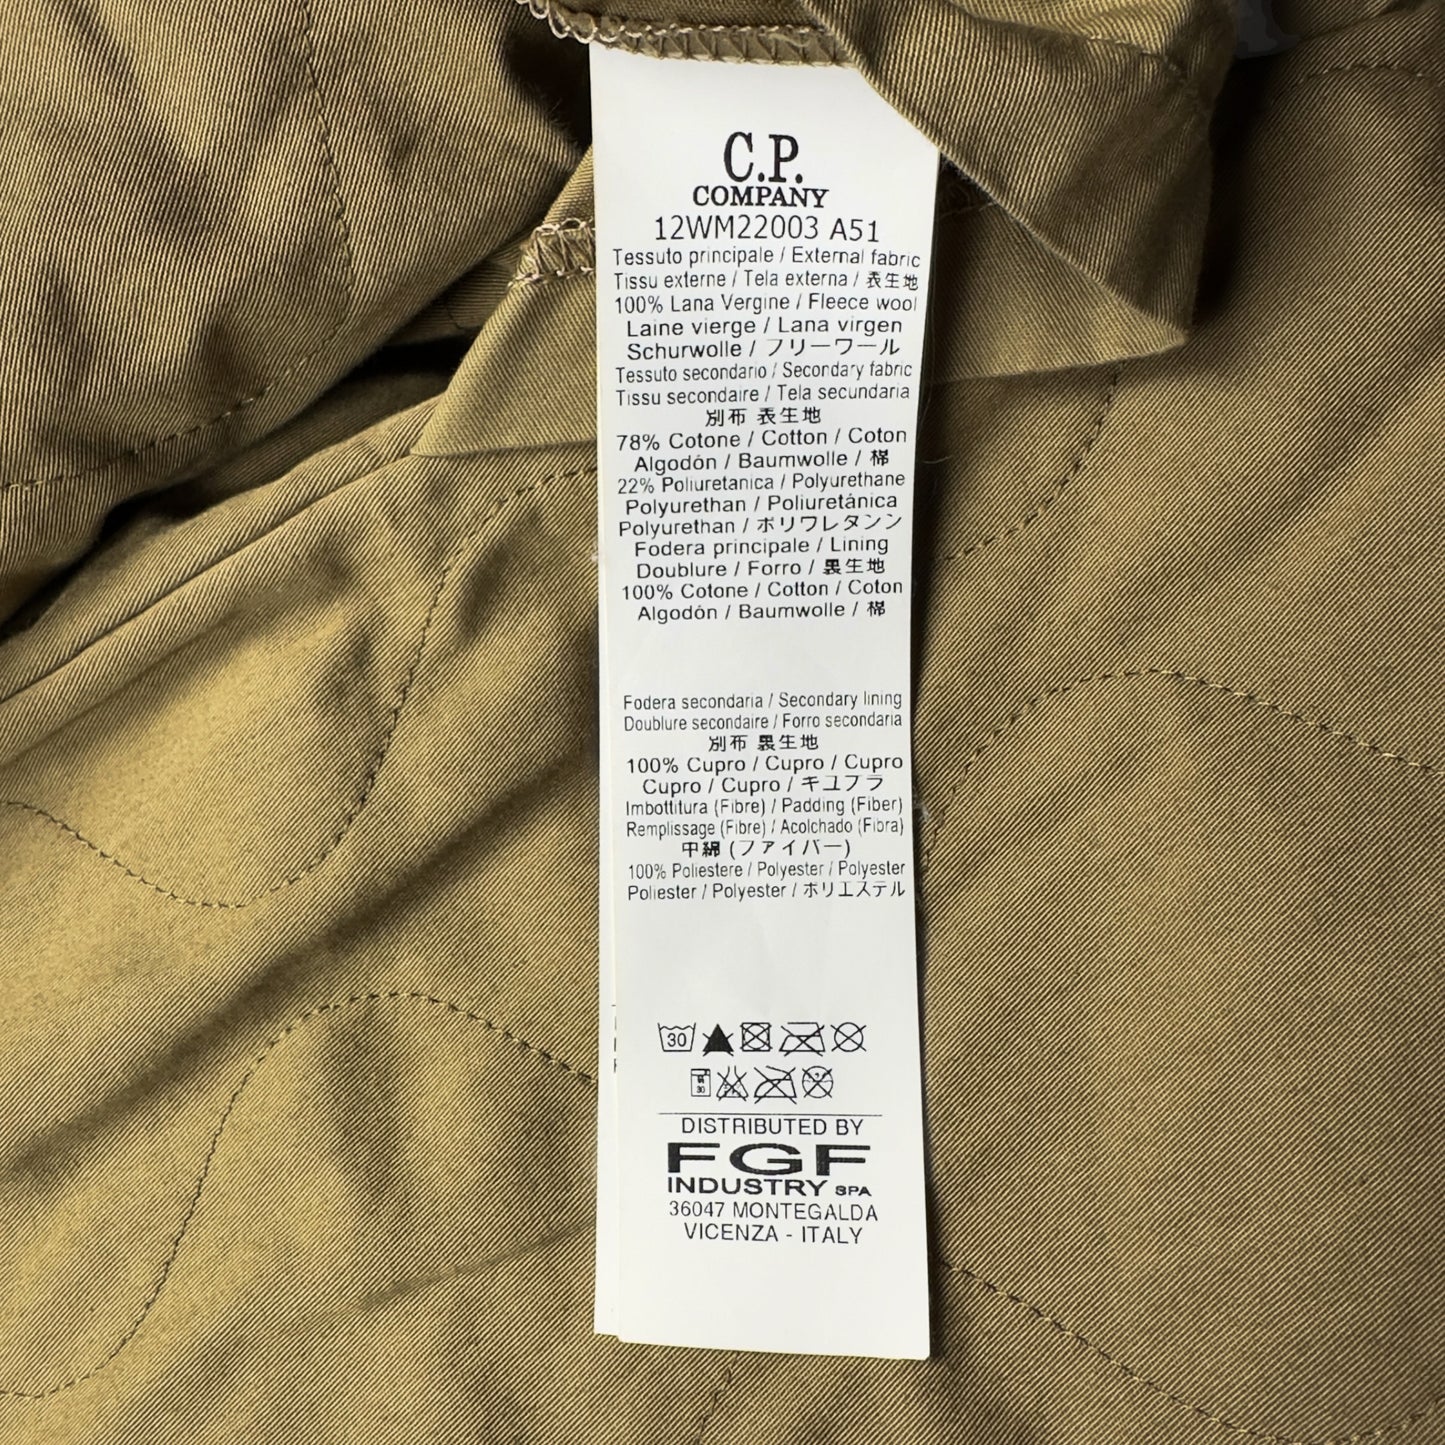 C.P.
COMPANY
12WM22003 A51
Tessuto principale / External fabric
Tissu externe / Tela externa / 表生地
100% Lana Vergine / Fleece wool
Laine vierge / Lana virgen
Schurwolle / フリーワール
Tessuto secondario / Secondary fabric
Tissu secondaire / Tela secundaria
別布 表生地
78% Cotone / Cotton / Coton
Algodón / Baumwolle / 棉
22% Poliuretanica / Polyurethane
Polyurethan / Poliuretánica
Polyurethan / ポリワレタンン
Fodera principale / Lining
Doublure / Forro / 裏生地
100% Cotone / Cotton / Coton
Algodón / Baumwolle / 棉
Fodera secondaria / Secondary lining
Doublure secondaire / Forro secondaria
別布 裏生地
100% Cupro / Cupro / Cupro
Cupro / Cupro / キユフラ
Imbottitura (Fibre) / Padding (Fiber)
Remplissage (Fibre) / Acolchado (Fibra)
中綿 (ファイバー)
100% Poliestere / Polyester / Polyester
Poliester / Polyester / ポリエステル
30
DISTRIBUTED BY
FGF
INDUSTRY SPA
36047 MONTEGALDA
VICENZA - ITALY